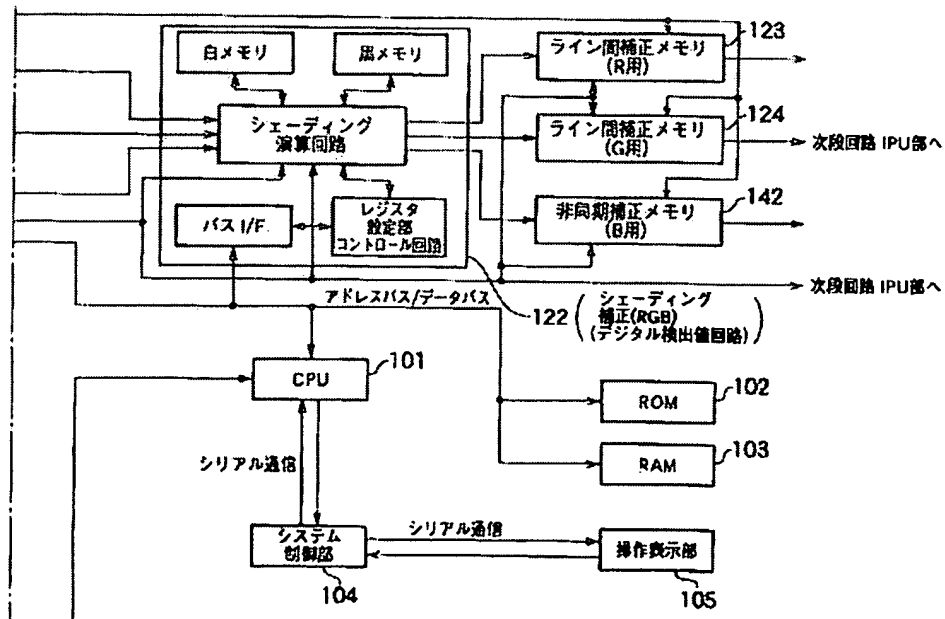 白メモリ
黒メモリ
シェーディング
演算回路
バス I/F
レジスタ
設定部
コントロール回路
ライン間補正メモリ
(R用)
123
ライン間補正メモリ
(G用)
124
次段回路 IPU部へ
非同期補正メモリ
(B用)
142
次段回路 IPU部へ
アドレスバス/データバス
122
シェーディング
補正(RGB)
(デジタル検出値回路)
CPU
101
ROM
102
RAM
103
シリアル通信
システム
制御部
104
シリアル通信
操作表示部
105